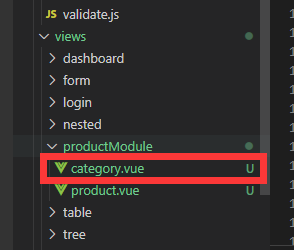 JS validate.js
views
dashboard
form
login
nested
productModule
category.vue U
product.vue U
table
tree